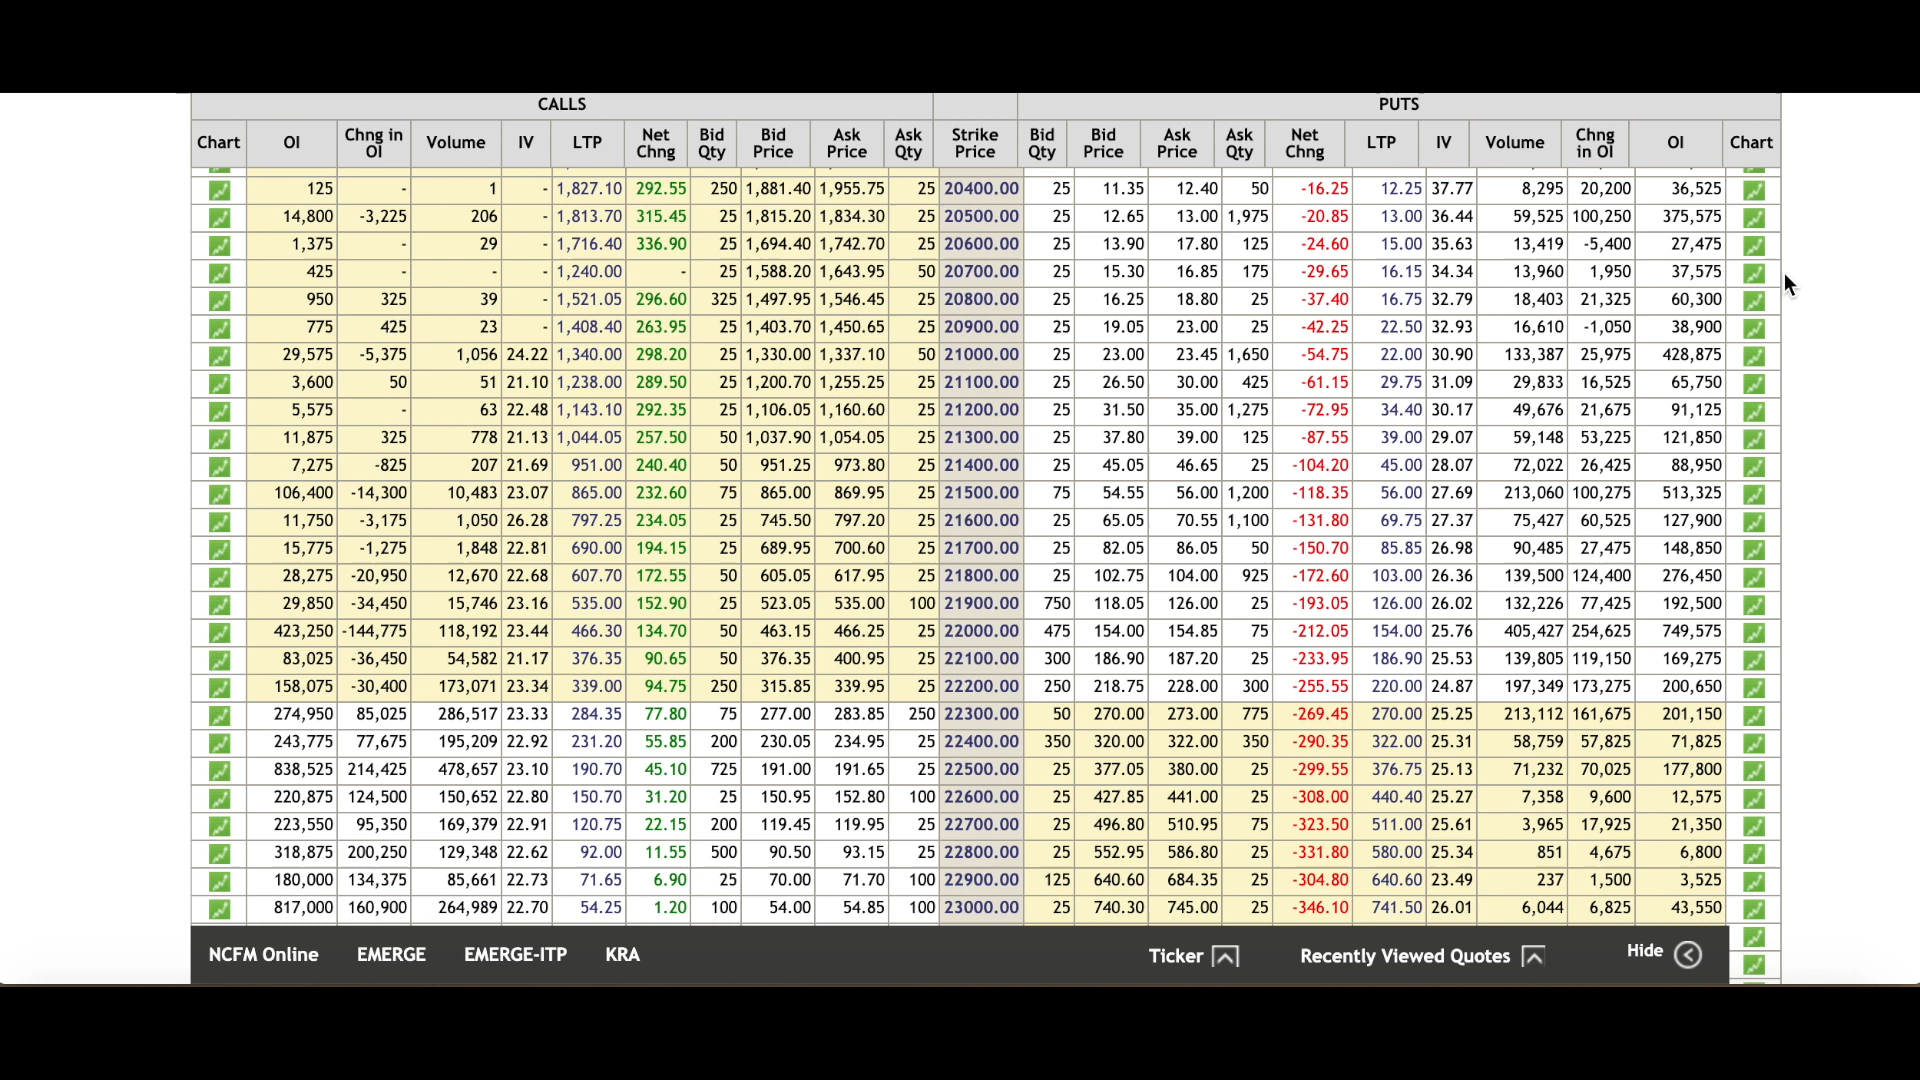 CALLS PUTS
Chart OI Chng in OI Volume IV LTP Net Chng Bid Qty Bid Price Ask Price Ask Qty Strike Price Bid Qty Bid Price Ask Price Ask Qty Net Chng LTP IV Volume Chng in OI OI Chart
125 - 1 - 1,827.10 292.55 250 1,881.40 1,955.75 25 20400.00 25 11.35 12.40 50 -16.25 12.25 37.77 8,295 20,200 36,525
14,800 -3,225 206 - 1,813.70 315.45 25 1,815.20 1,834.30 25 20500.00 25 12.65 13.00 1,975 -20.85 13.00 36.44 59,525 100,250 375,575
1,375 - 29 - 1,716.40 336.90 25 1,694.40 1,742.70 25 20600.00 25 13.90 17.80 125 -24.60 15.00 35.63 13,419 -5,400 27,475
425 - - - 1,240.00 - 25 1,588.20 1,643.95 50 20700.00 25 15.30 16.85 175 -29.65 16.15 34.34 13,960 1,950 37,575
950 325 39 - 1,521.05 296.60 325 1,497.95 1,546.45 25 20800.00 25 16.25 18.80 25 -37.40 16.75 32.79 18,403 21,325 60,300
775 425 23 - 1,408.40 263.95 25 1,403.70 1,450.65 25 20900.00 25 19.05 23.00 25 -42.25 22.50 32.93 16,610 -1,050 38,900
29,575 -5,375 1,056 24.22 1,340.00 298.20 25 1,330.00 1,337.10 50 21000.00 25 23.00 23.45 1,650 -54.75 22.00 30.90 133,387 25,975 428,875
3,600 50 51 21.10 1,238.00 289.50 25 1,200.70 1,255.25 25 21100.00 25 26.50 30.00 425 -61.15 29.75 31.09 29,833 16,525 65,750
5,575 - 63 22.48 1,143.10 292.35 25 1,106.05 1,160.60 25 21200.00 25 31.50 35.00 1,275 -72.95 34.40 30.17 49,676 21,675 91,125
11,875 325 778 21.13 1,044.05 257.50 50 1,037.90 1,054.05 25 21300.00 25 37.80 39.00 125 -87.55 39.00 29.07 59,148 53,225 121,850
7,275 -825 207 21.69 951.00 240.40 50 951.25 973.80 25 21400.00 25 45.05 46.65 25 -104.20 45.00 28.07 72,022 26,425 88,950
106,400 -14,300 10,483 23.07 865.00 232.60 75 865.00 869.95 25 21500.00 75 54.55 56.00 1,200 -118.35 56.00 27.69 213,060 100,275 513,325
11,750 -3,175 1,050 26.28 797.25 234.05 25 745.50 797.20 25 21600.00 25 65.05 70.55 1,100 -131.80 69.75 27.37 75,427 60,525 127,900
15,775 -1,275 1,848 22.81 690.00 194.15 25 689.95 700.60 25 21700.00 25 82.05 86.05 50 -150.70 85.85 26.98 90,485 27,475 148,850
28,275 -20,950 12,670 22.68 607.70 172.55 50 605.05 617.95 25 21800.00 25 102.75 104.00 925 -172.60 103.00 26.36 139,500 124,400 276,450
29,850 -34,450 15,746 23.16 535.00 152.90 25 523.05 535.00 100 21900.00 750 118.05 126.00 25 -193.05 126.00 26.02 132,226 77,425 192,500
423,250 -144,775 118,192 23.44 466.30 134.70 50 463.15 466.25 25 22000.00 475 154.00 154.85 75 -212.05 154.00 25.76 405,427 254,625 749,575
83,025 -36,450 54,582 21.17 376.35 90.65 50 376.35 400.95 25 22100.00 300 186.90 187.20 25 -233.95 186.90 25.53 139,805 119,150 169,275
158,075 -30,400 173,071 23.34 339.00 94.75 250 315.85 339.95 25 22200.00 250 218.75 228.00 300 -255.55 220.00 24.87 197,349 173,275 200,650
274,950 85,025 286,517 23.33 284.35 77.80 75 277.00 283.85 250 22300.00 50 270.00 273.00 775 -269.45 270.00 25.25 213,112 161,675 201,150
243,775 77,675 195,209 22.92 231.20 55.85 200 230.05 234.95 25 22400.00 350 320.00 322.00 350 -290.35 322.00 25.31 58,759 57,825 71,825
838,525 214,425 478,657 23.10 190.70 45.10 725 191.00 191.65 25 22500.00 25 377.05 380.00 25 -299.55 376.75 25.13 71,232 70,025 177,800
220,875 124,500 150,652 22.80 150.70 31.20 25 150.95 152.80 100 22600.00 25 427.85 441.00 25 -308.00 440.40 25.27 7,358 9,600 12,575
223,550 95,350 169,379 22.91 120.75 22.15 200 119.45 119.95 25 22700.00 25 496.80 510.95 75 -323.50 511.00 25.61 3,965 17,925 21,350
318,875 200,250 129,348 22.62 92.00 11.55 500 90.50 93.15 25 22800.00 25 552.95 586.80 25 -331.80 580.00 25.34 851 4,675 6,800
180,000 134,375 85,661 22.73 71.65 6.90 25 70.00 71.70 100 22900.00 125 640.60 684.35 25 -304.80 640.60 23.49 237 1,500 3,525
817,000 160,900 264,989 22.70 54.25 1.20 100 54.00 54.85 100 23000.00 25 740.30 745.00 25 -346.10 741.50 26.01 6,044 6,825 43,550
NCFM Online EMERGE EMERGE-ITP KRA Ticker Recently Viewed Quotes Hide